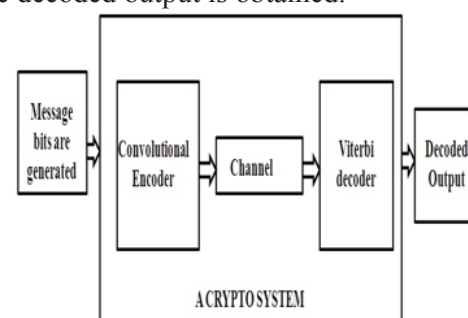 decoded output is obtained.
Message
bits are
generated
Convolutional
Encoder
Channel
Viterbi
decoder
Decoded
Output
A CRYPTO SYSTEM